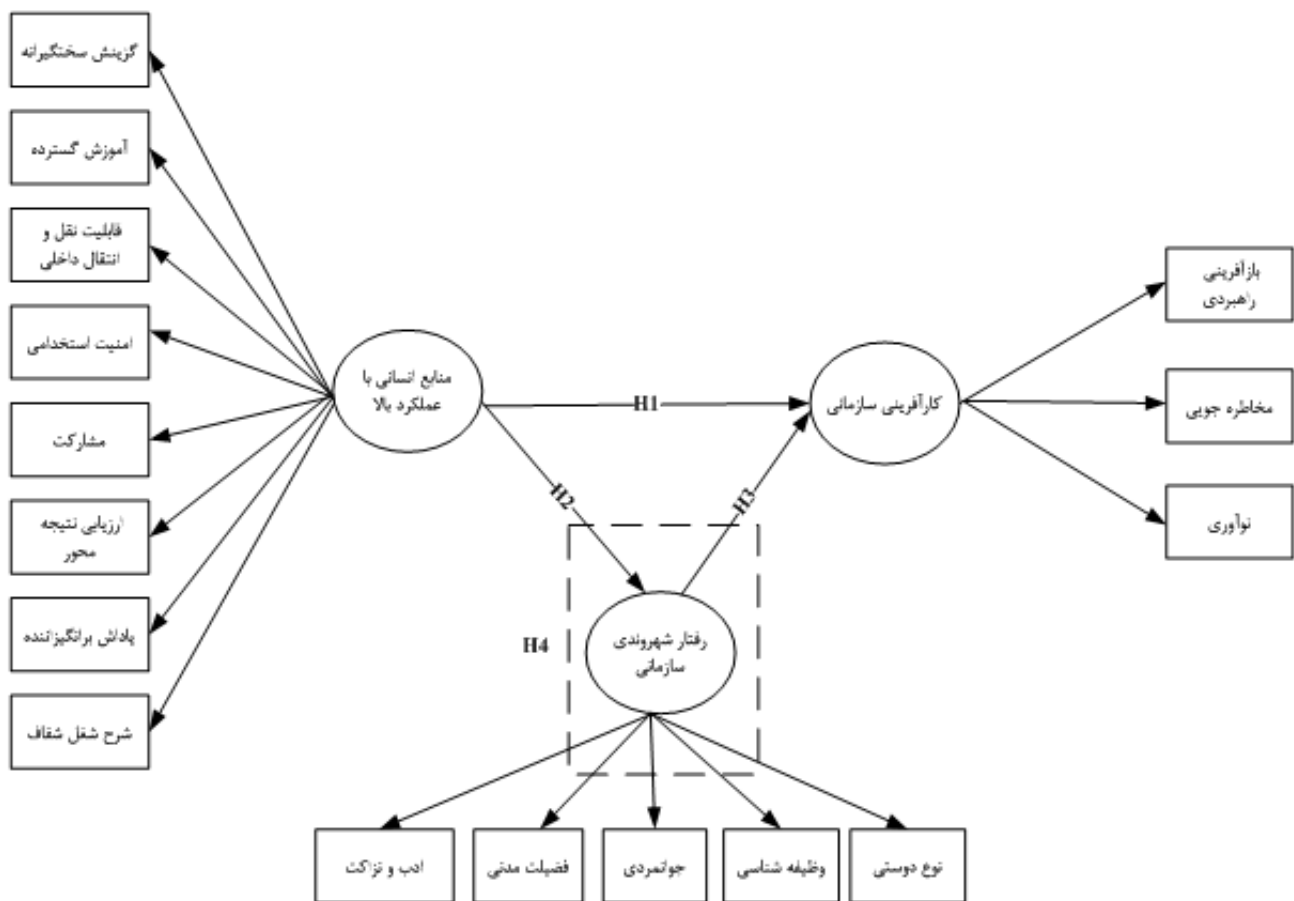 گزینش سختگیرانه
آموزش گسترده
قابلیت نقل و
انتقال داخلی
امنیت استخدامی
مشارکت
ارزیابی نتیجه
محور
پاداش برانگیزاننده
شرح شغل شفاف
منابع انسانی با
عملکرد بالا
H1
H2
H3
H4
کارآفرینی سازمانی
بازآفرینی
راهبردی
مخاطره جویی
نوآوری
رفتار شهروندی
سازمانی
نوع دوستی
وظیفه شناسی
جوانمردی
فضیلت مدنی
ادب و نزاکت